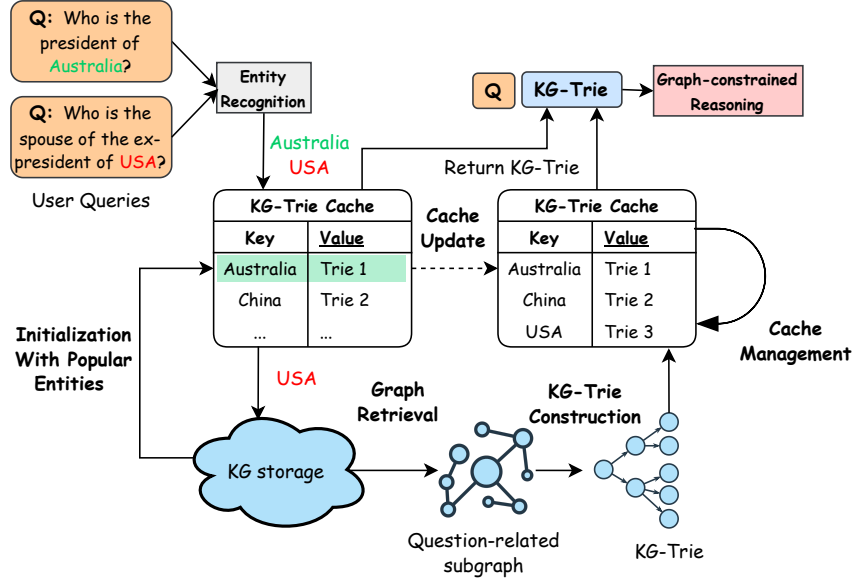 Q: Who is the
president of
Australia?
Q: Who is the
spouse of the ex-
president of USA?
User Queries
Entity
Recognition
Australia
USA
Q
KG-Trie
Graph-constrained
Reasoning
Return KG-Trie
KG-Trie Cache
Key Value
Australia Trie 1
China Trie 2
... ...
Cache
Update
KG-Trie Cache
Key Value
Australia Trie 1
China Trie 2
USA Trie 3
Cache
Management
Initialization
With Popular
Entities
USA
KG storage
Graph
Retrieval
Question-related
subgraph
KG-Trie
Construction
KG-Trie